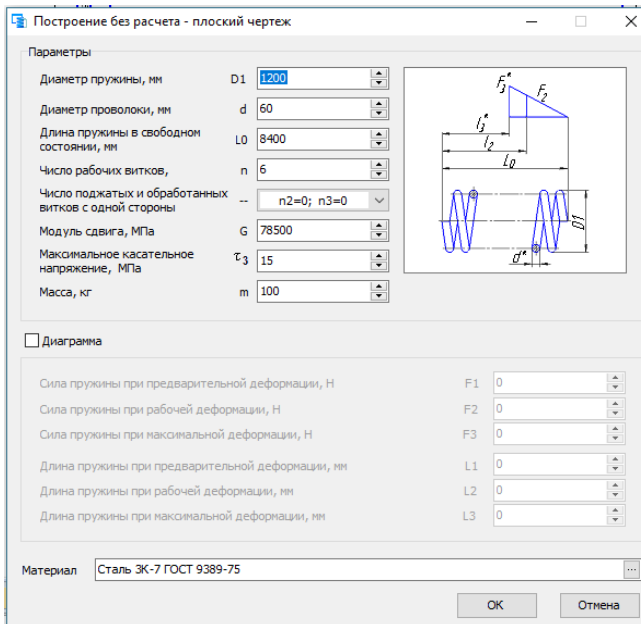 Построение без расчета - плоский чертеж
Параметры
Диаметр пружины, мм D1 1200
Диаметр проволоки, мм d 60
Длина пружины в свободном
состоянии, мм L0 8400
Число рабочих витков, n 6
Число поджатых и обработанных
витков с одной стороны -- n2=0; n3=0
Модуль сдвига, МПа G 78500
Максимальное касательное
напряжение, МПа τ3 15
Масса, кг m 100
F3* F2
l3*
l2
L0
D1
d*
Диаграмма
Сила пружины при предварительной деформации, Н F1 0
Сила пружины при рабочей деформации, Н F2 0
Сила пружины при максимальной деформации, Н F3 0
Длина пружины при предварительной деформации, мм L1 0
Длина пружины при рабочей деформации, мм L2 0
Длина пружины при максимальной деформации, мм L3 0
Материал Сталь 3К-7 ГОСТ 9389-75 ...
ОК Отмена